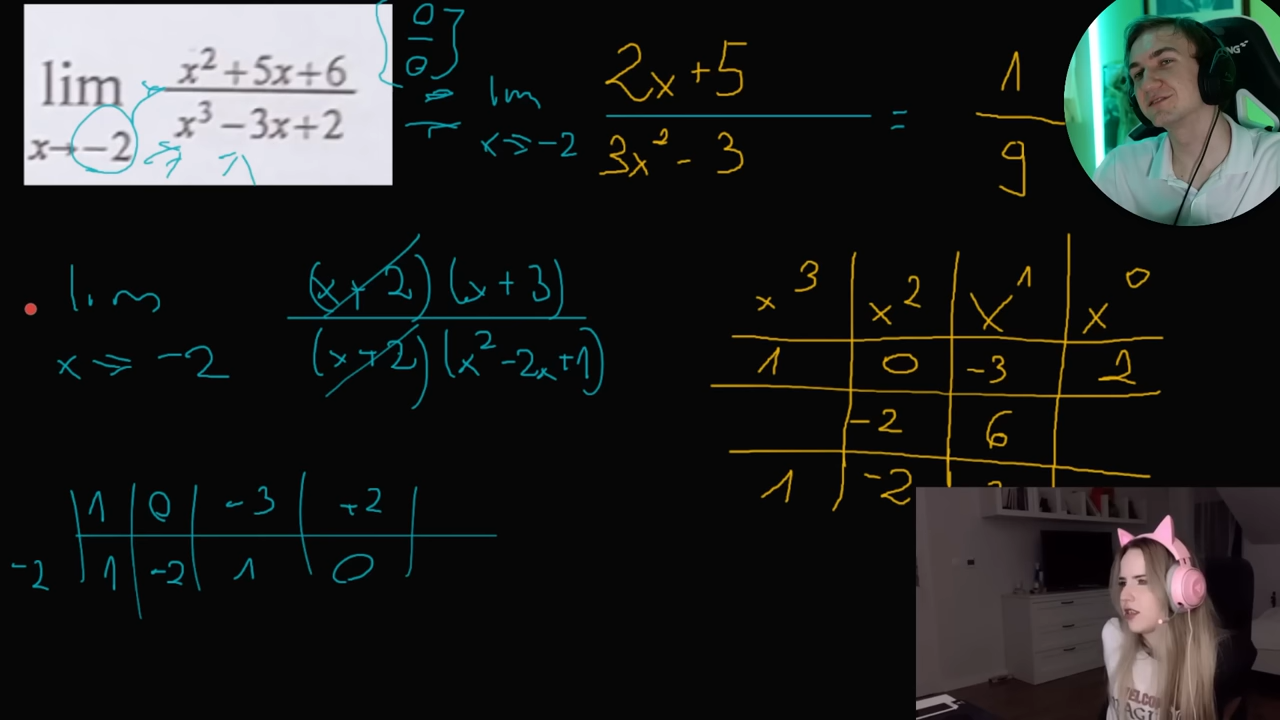 lim x→-2 x²+5x+6 / x³-3x+2
{0/0} = lim x→-2 2x+5 / 3x²-3 = 1/9
lim x→-2 (x+2)(x+3) / (x+2)(x²-2x+1)
x³ x² x¹ x⁰
1 0 -3 2
-2 6
1 -2
1 0 -3 +2
-2 1 -2 1 0